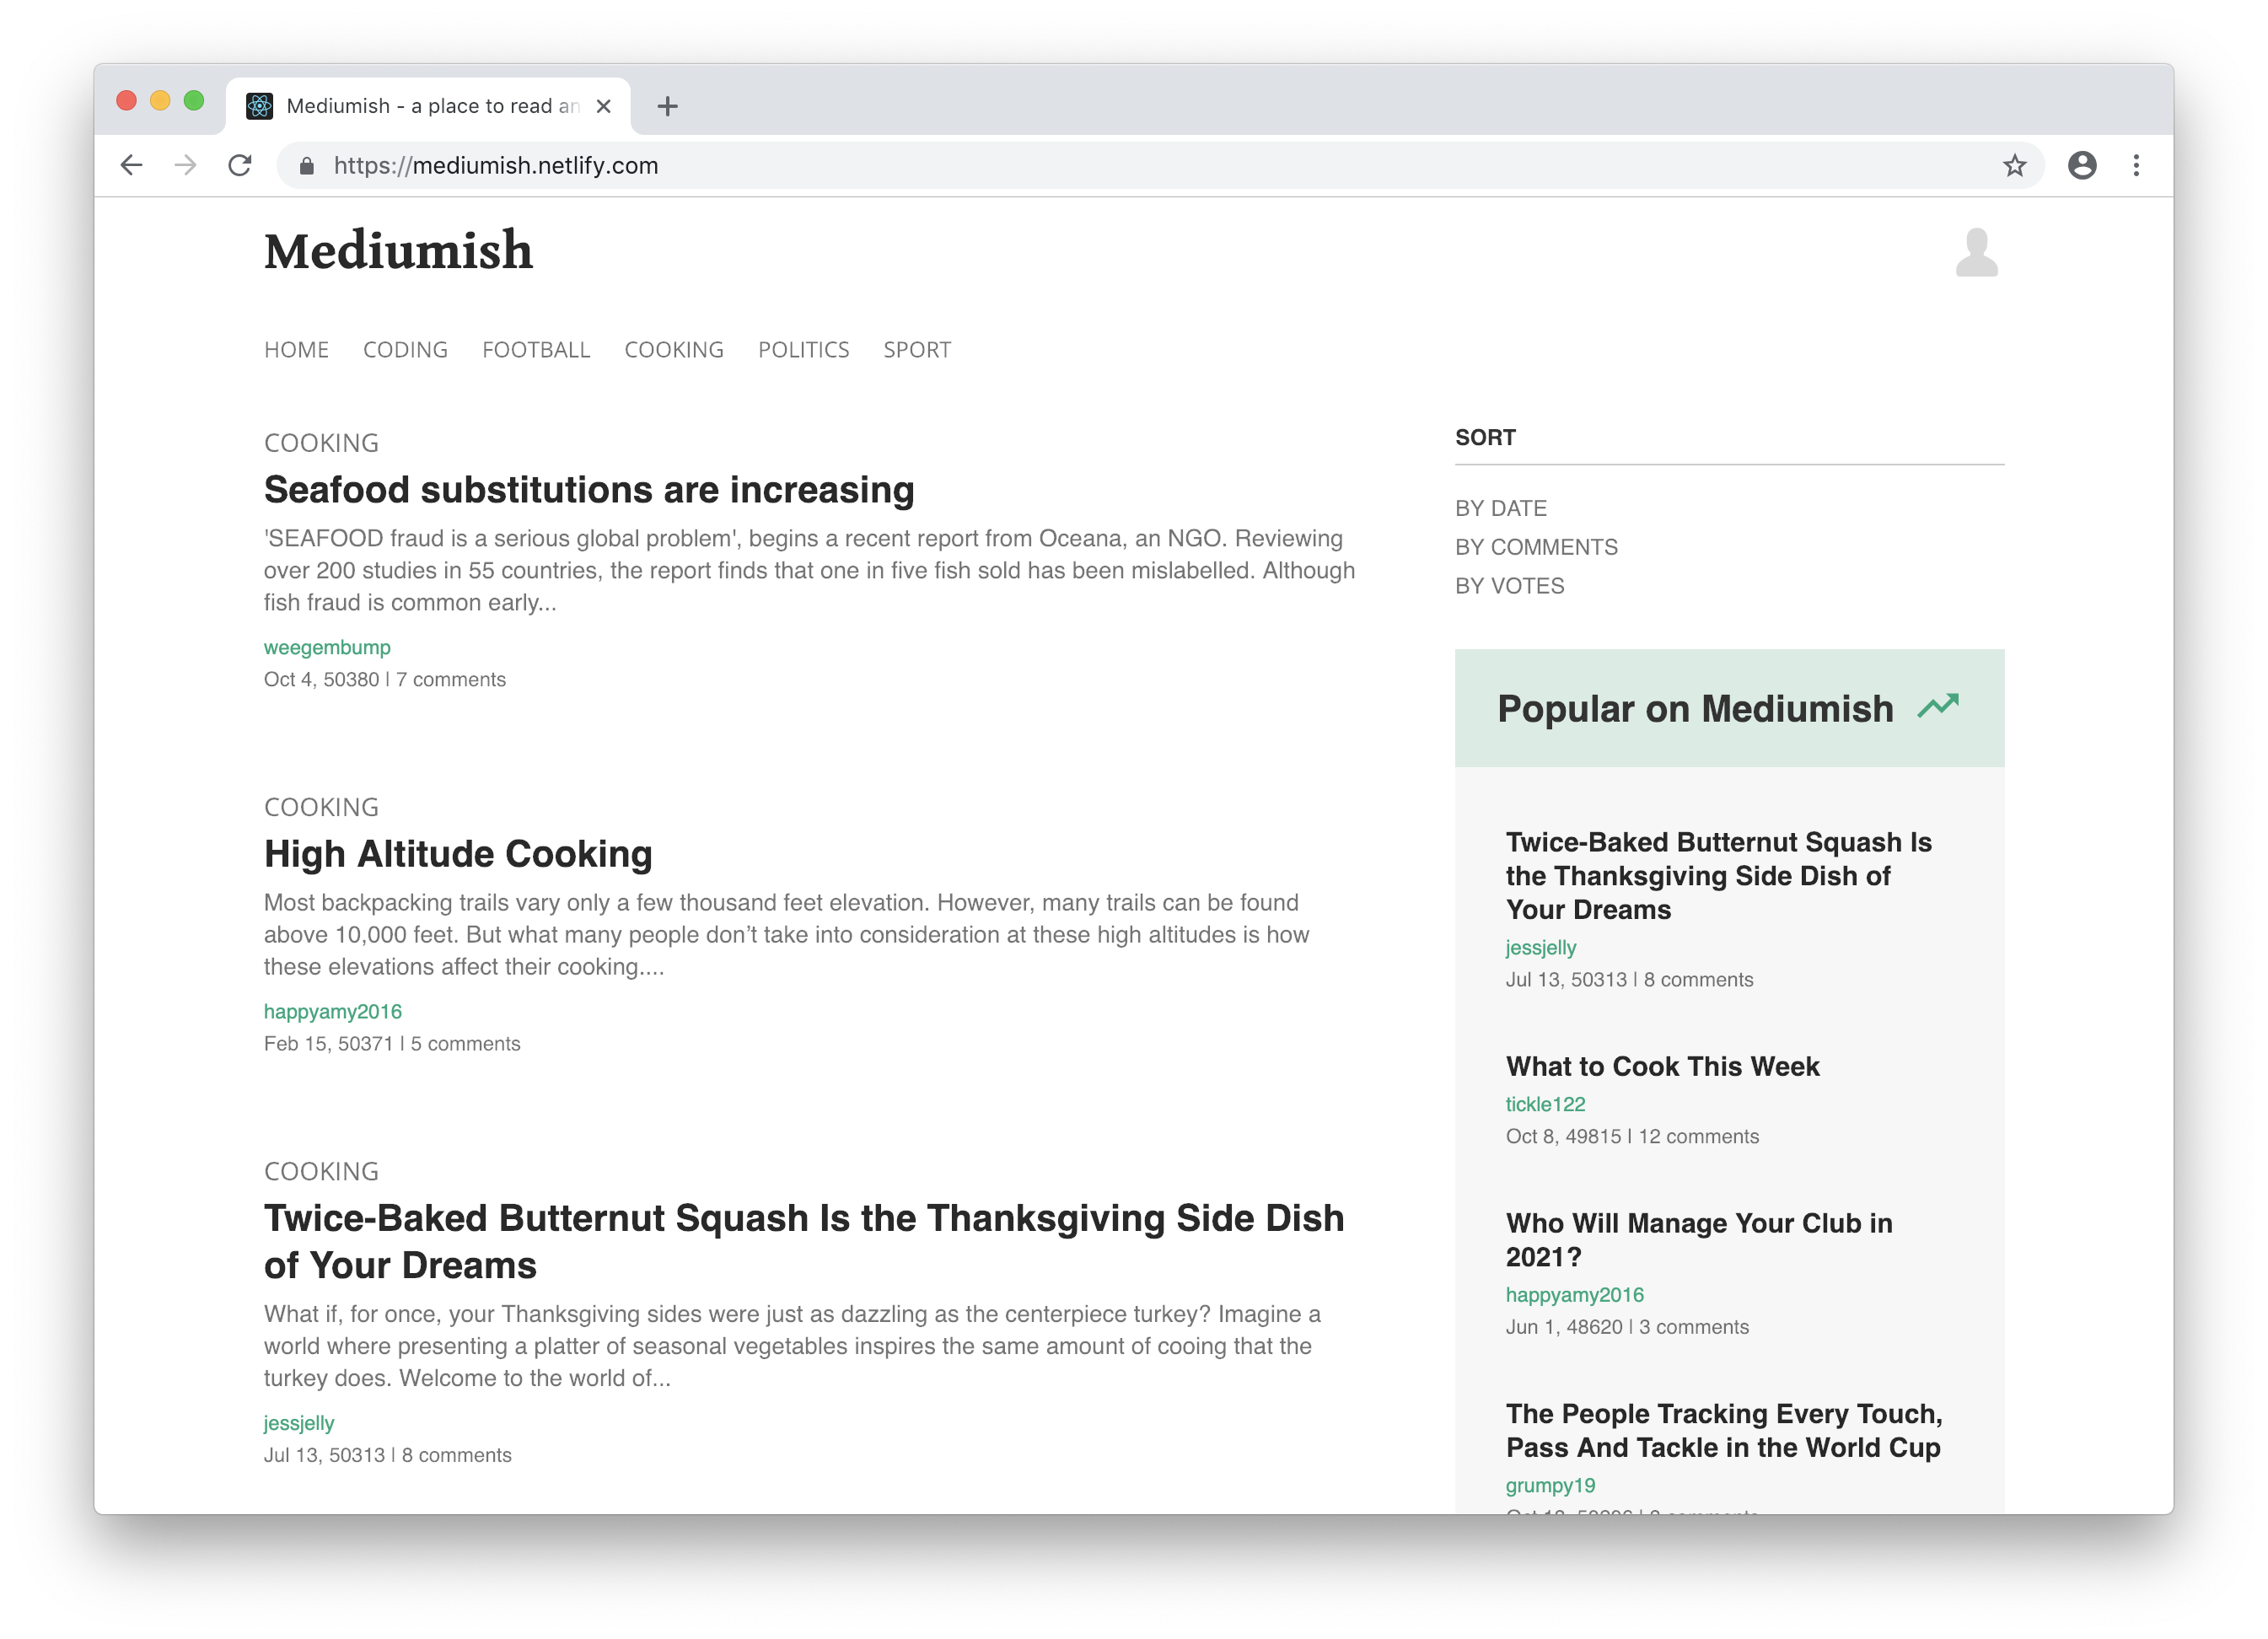 Mediumish - a place to read an
https://mediumish.netlify.com
Mediumish
HOME CODING FOOTBALL COOKING POLITICS SPORT
COOKING
Seafood substitutions are increasing
'SEAFOOD fraud is a serious global problem', begins a recent report from Oceana, an NGO. Reviewing
over 200 studies in 55 countries, the report finds that one in five fish sold has been mislabelled. Although
fish fraud is common early...
weegembump
Oct 4, 50380 | 7 comments
COOKING
High Altitude Cooking
Most backpacking trails vary only a few thousand feet elevation. However, many trails can be found
above 10,000 feet. But what many people don’t take into consideration at these high altitudes is how
these elevations affect their cooking....
happyamy2016
Feb 15, 50371 | 5 comments
COOKING
Twice-Baked Butternut Squash Is the Thanksgiving Side Dish
of Your Dreams
What if, for once, your Thanksgiving sides were just as dazzling as the centerpiece turkey? Imagine a
world where presenting a platter of seasonal vegetables inspires the same amount of cooing that the
turkey does. Welcome to the world of...
jessjelly
Jul 13, 50313 | 8 comments
SORT
BY DATE
BY COMMENTS
BY VOTES
Popular on Mediumish
Twice-Baked Butternut Squash Is
the Thanksgiving Side Dish of
Your Dreams
jessjelly
Jul 13, 50313 | 8 comments
What to Cook This Week
tickle122
Oct 8, 49815 | 12 comments
Who Will Manage Your Club in
2021?
happyamy2016
Jun 1, 48620 | 3 comments
The People Tracking Every Touch,
Pass And Tackle in the World Cup
grumpy19